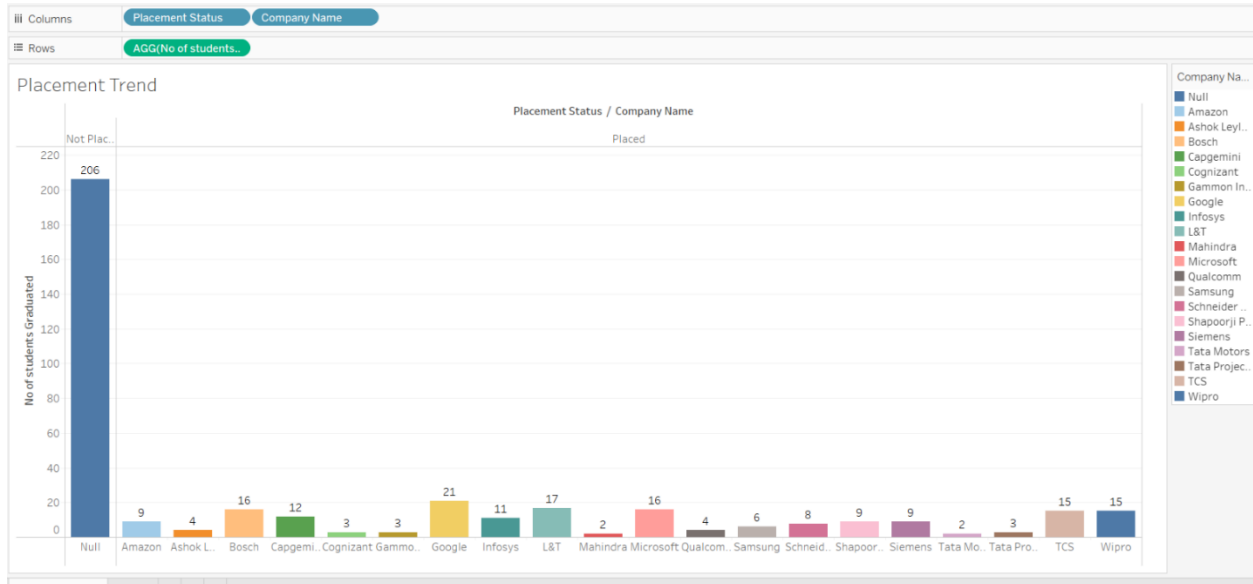 Columns
Placement Status
Company Name
Rows
AGG(No of students..
Placement Trend
Placement Status / Company Name
Not Plac..
Placed
No of students Graduated
220
200
180
160
140
120
100
80
60
40
20
0
206
9
4
16
12
3
3
21
11
17
2
16
4
6
8
9
9
2
3
15
15
Null
Amazon
Ashok L..
Bosch
Capgemi..
Cognizant
Gammo..
Google
Infosys
L&T
Mahindra
Microsoft
Qualcom..
Samsung
Schneid..
Shapoor..
Siemens
Tata Mo..
Tata Pro..
TCS
Wipro
Company Na...
Null
Amazon
Ashok Leyl..
Bosch
Capgemini
Cognizant
Gammon In..
Google
Infosys
L&T
Mahindra
Microsoft
Qualcomm
Samsung
Schneider ..
Shapoorji P..
Siemens
Tata Motors
Tata Projec..
TCS
Wipro